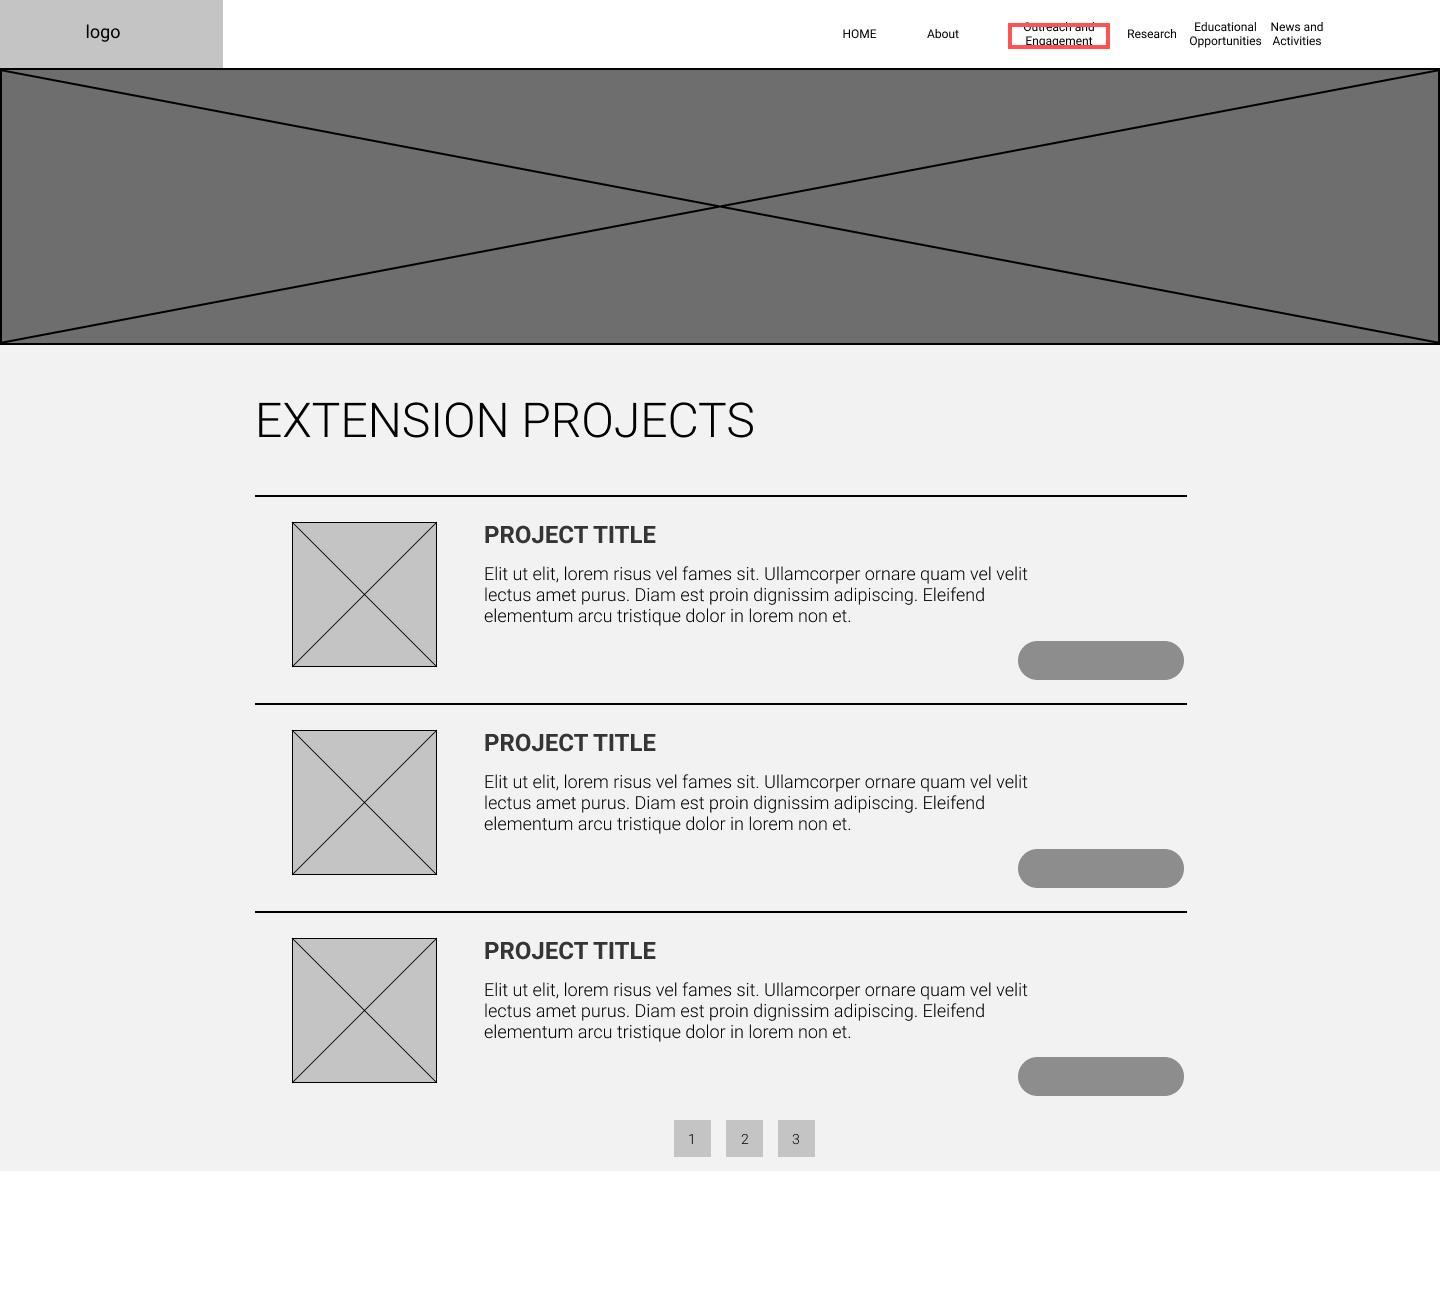 logo
HOME
About
Outreach and
Engagement
Research
Educational
Opportunities
News and
Activities
EXTENSION PROJECTS
PROJECT TITLE
Elit ut elit, lorem risus vel fames sit. Ullamcorper ornare quam vel velit
lectus amet purus. Diam est proin dignissim adipiscing. Eleifend
elementum arcu tristique dolor in lorem non et.
PROJECT TITLE
Elit ut elit, lorem risus vel fames sit. Ullamcorper ornare quam vel velit
lectus amet purus. Diam est proin dignissim adipiscing. Eleifend
elementum arcu tristique dolor in lorem non et.
PROJECT TITLE
Elit ut elit, lorem risus vel fames sit. Ullamcorper ornare quam vel velit
lectus amet purus. Diam est proin dignissim adipiscing. Eleifend
elementum arcu tristique dolor in lorem non et.
1 2 3